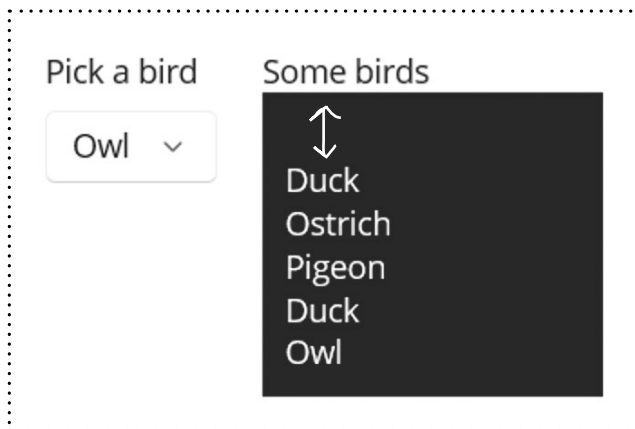 Pick a bird
Owl
Some birds
Duck
Ostrich
Pigeon
Duck
Owl